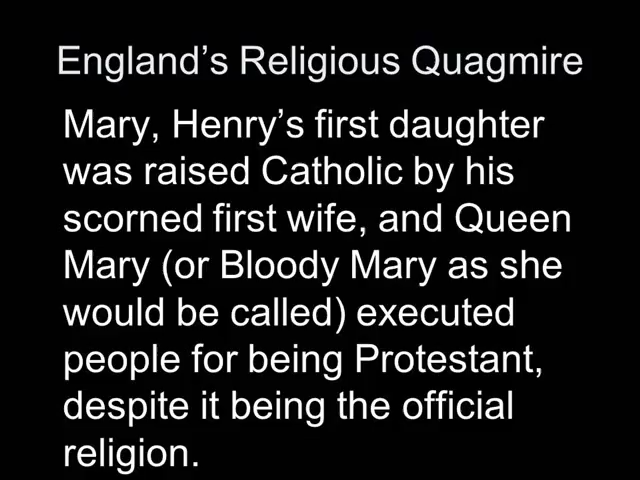 England’s Religious Quagmire
Mary, Henry’s first daughter
was raised Catholic by his
scorned first wife, and Queen
Mary (or Bloody Mary as she
would be called) executed
people for being Protestant,
despite it being the official
religion.